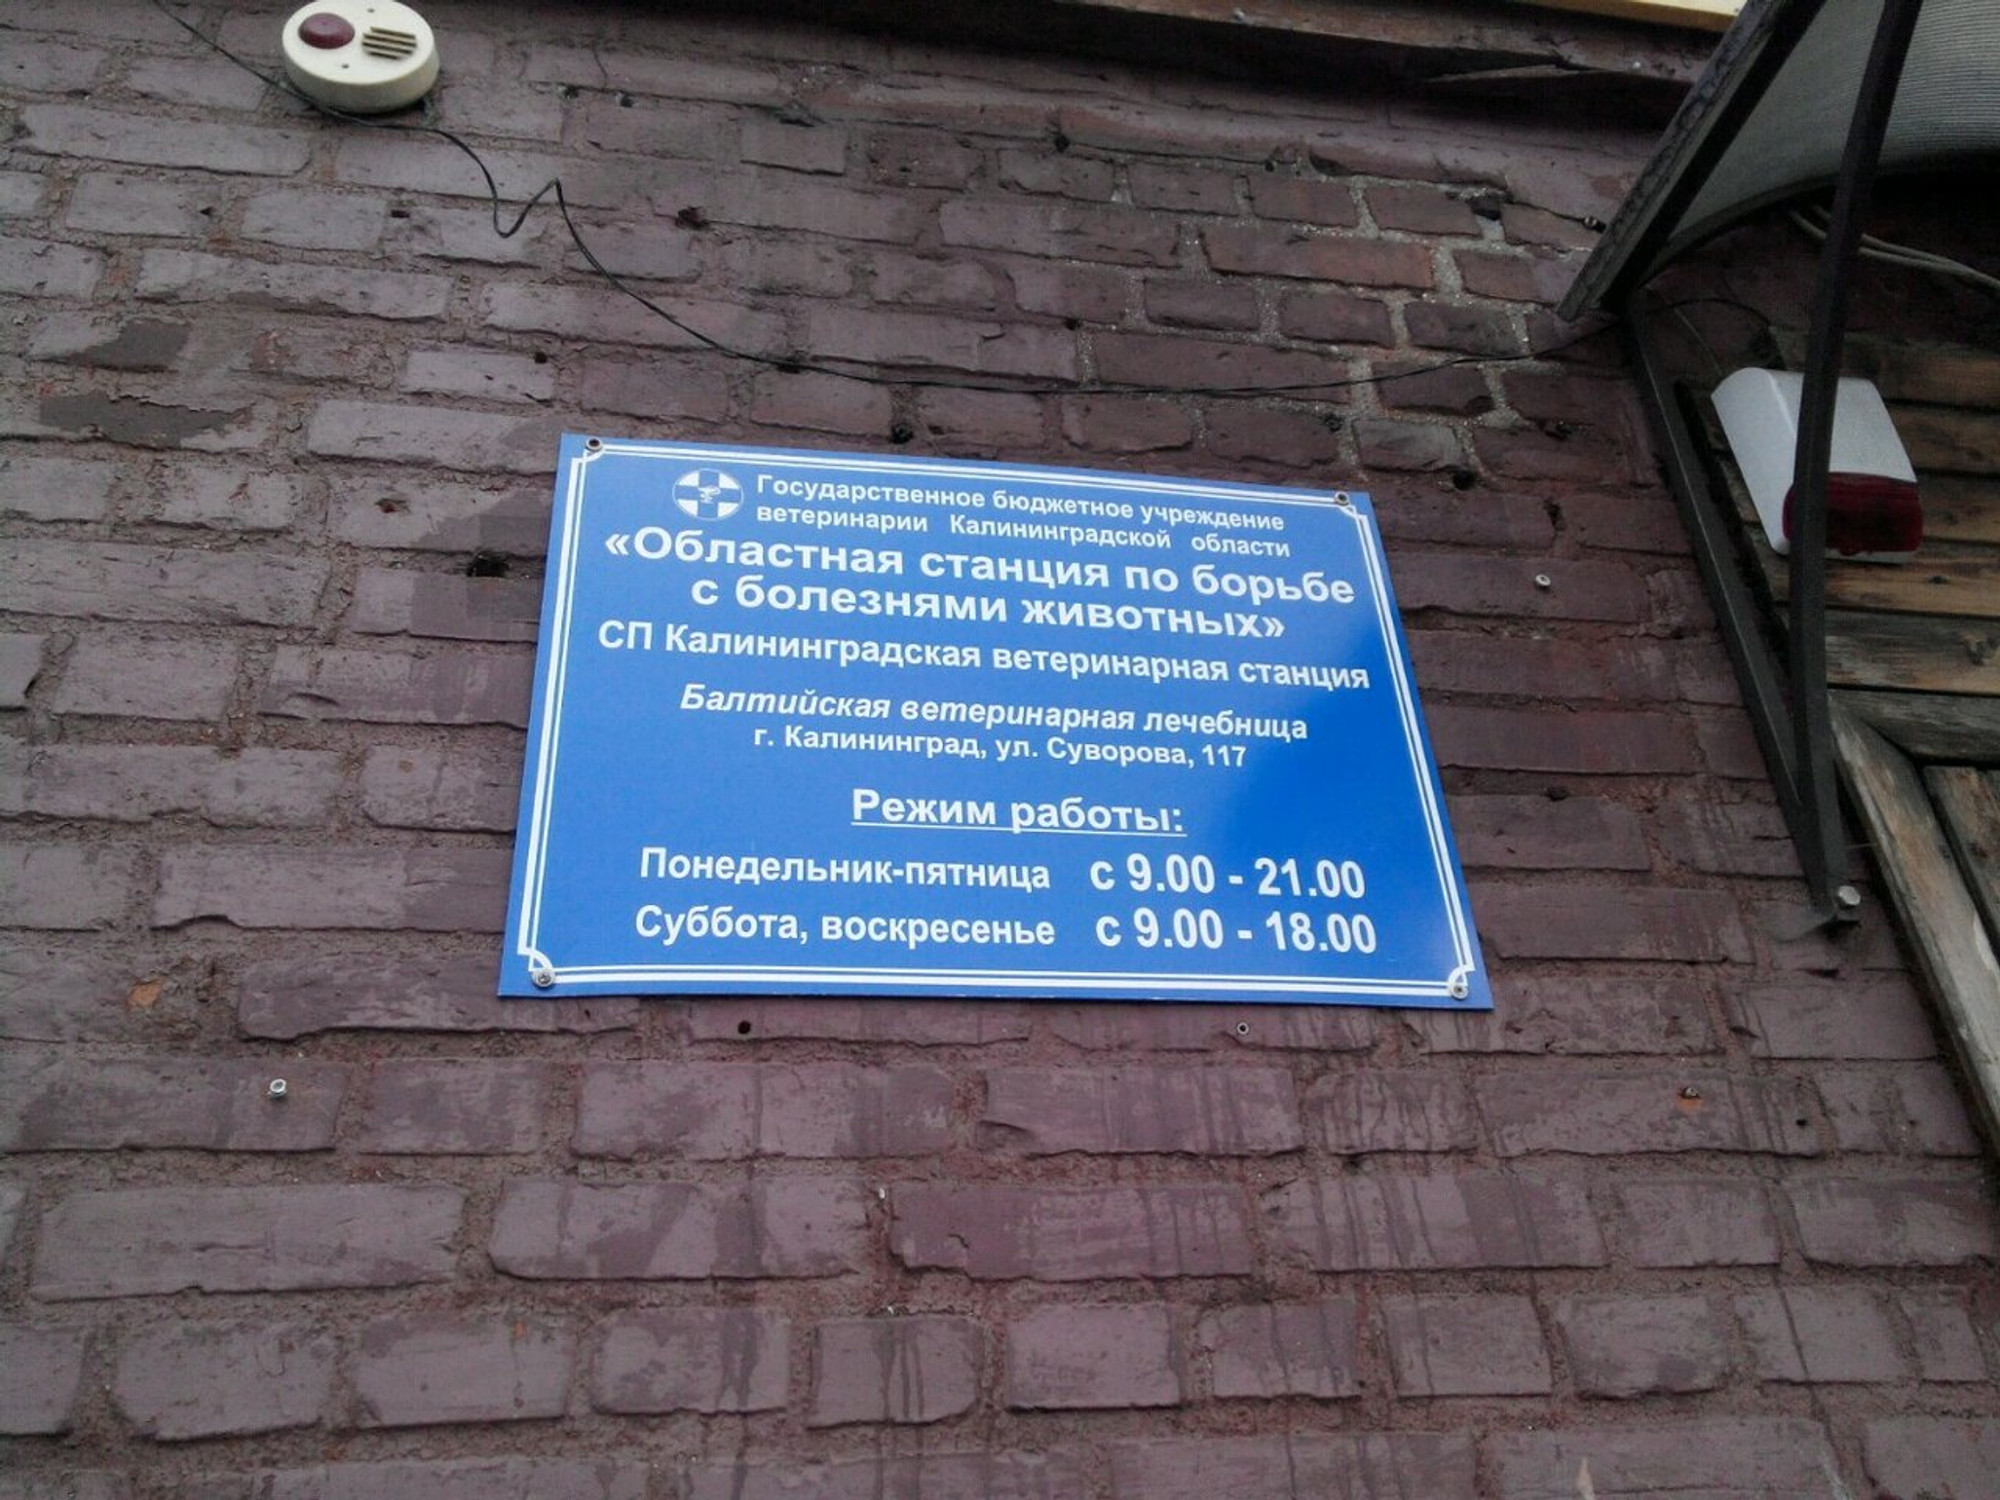 Государственное бюджетное учреждение
ветеринарии Калининградской области
«Областная станция по борьбе
с болезнями животных»
СП Калининградская ветеринарная станция
Балтийская ветеринарная лечебница
г. Калининград, ул. Суворова, 117
Режим работы:
Понедельник-пятница с 9.00 - 21.00
Суббота, воскресенье с 9.00 - 18.00